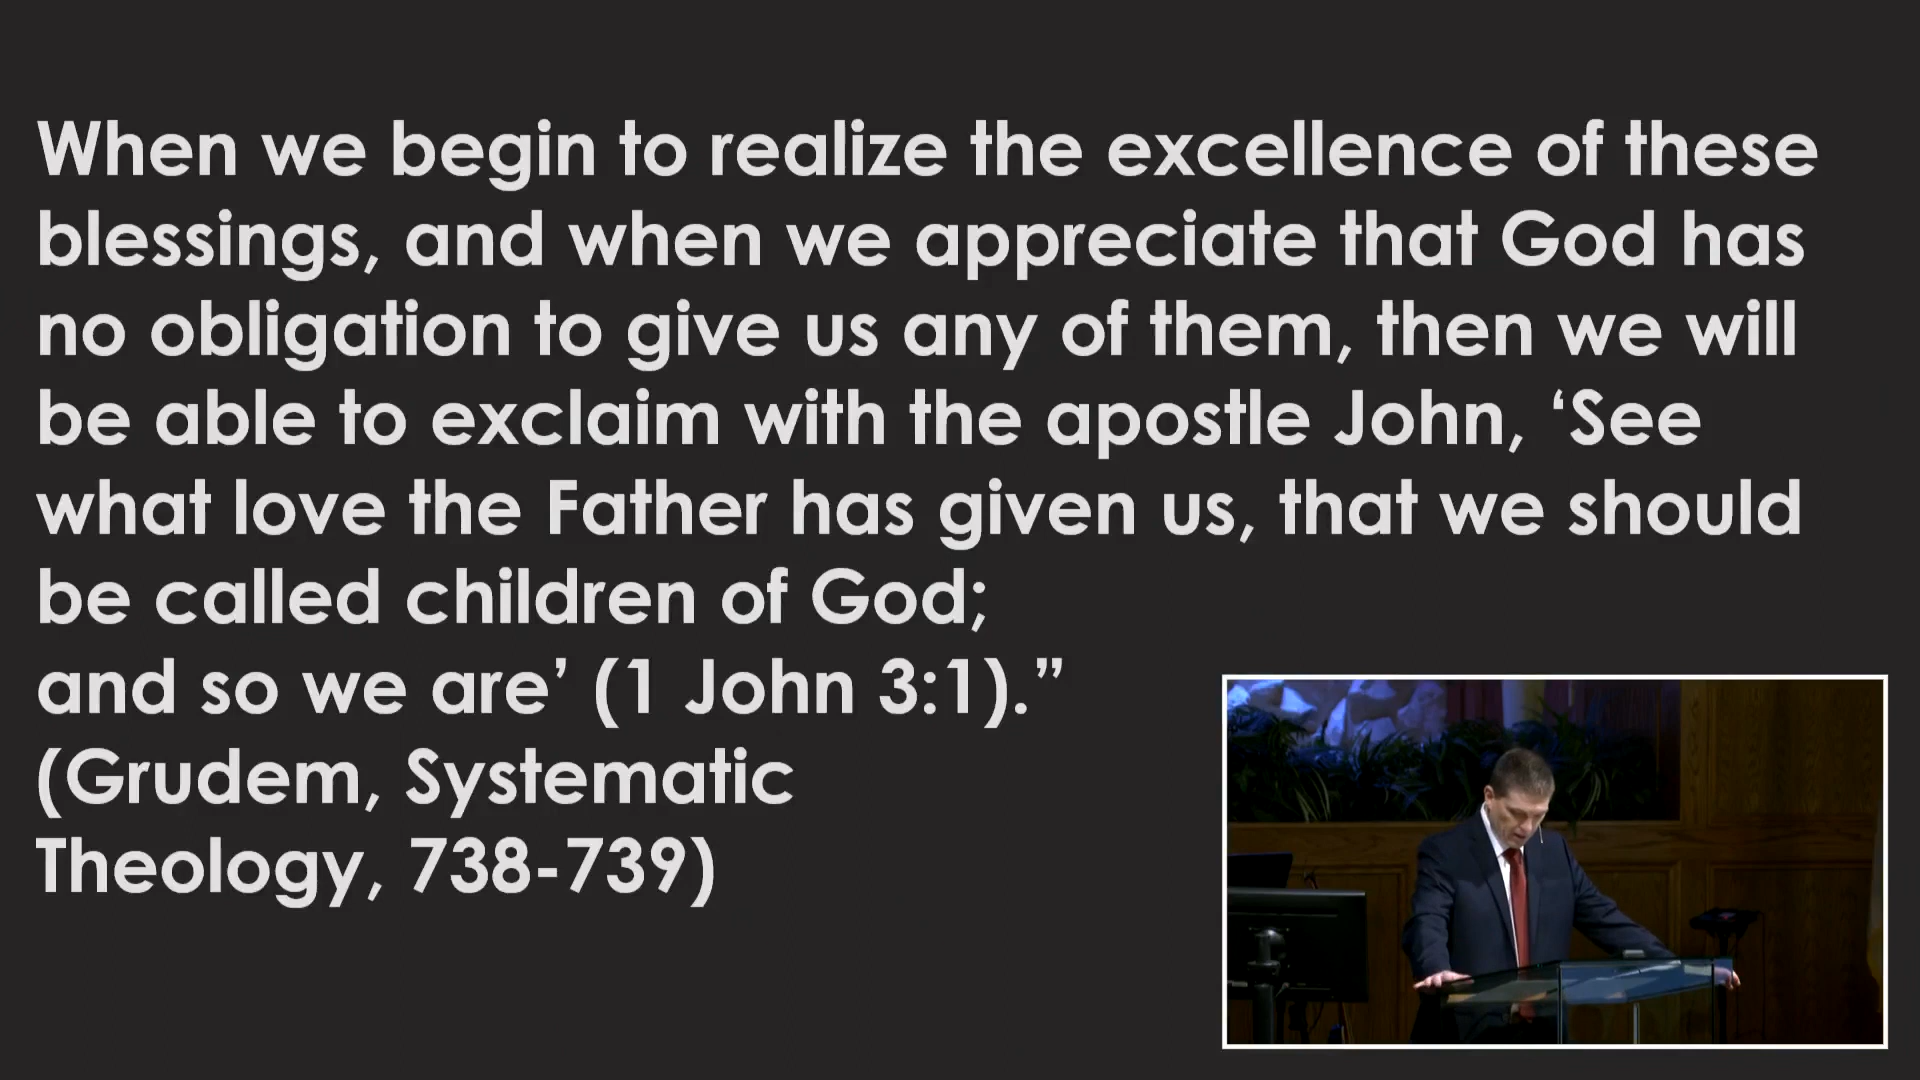 When we begin to realize the excellence of these
blessings, and when we appreciate that God has
no obligation to give us any of them, then we will
be able to exclaim with the apostle John, ‘See
what love the Father has given us, that we should
be called children of God;
and so we are’ (1 John 3:1).”
(Grudem, Systematic
Theology, 738-739)